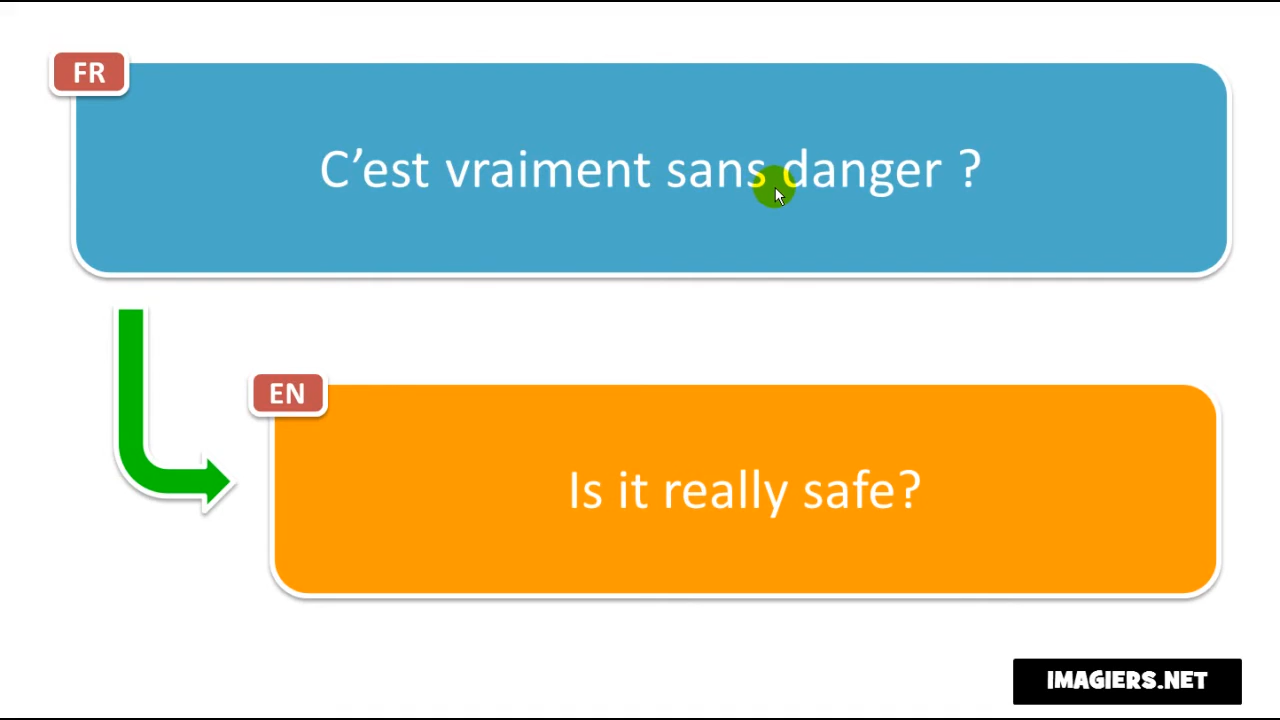 FR
C’est vraiment sans danger ?
EN
Is it really safe?
IMAGIERS.NET